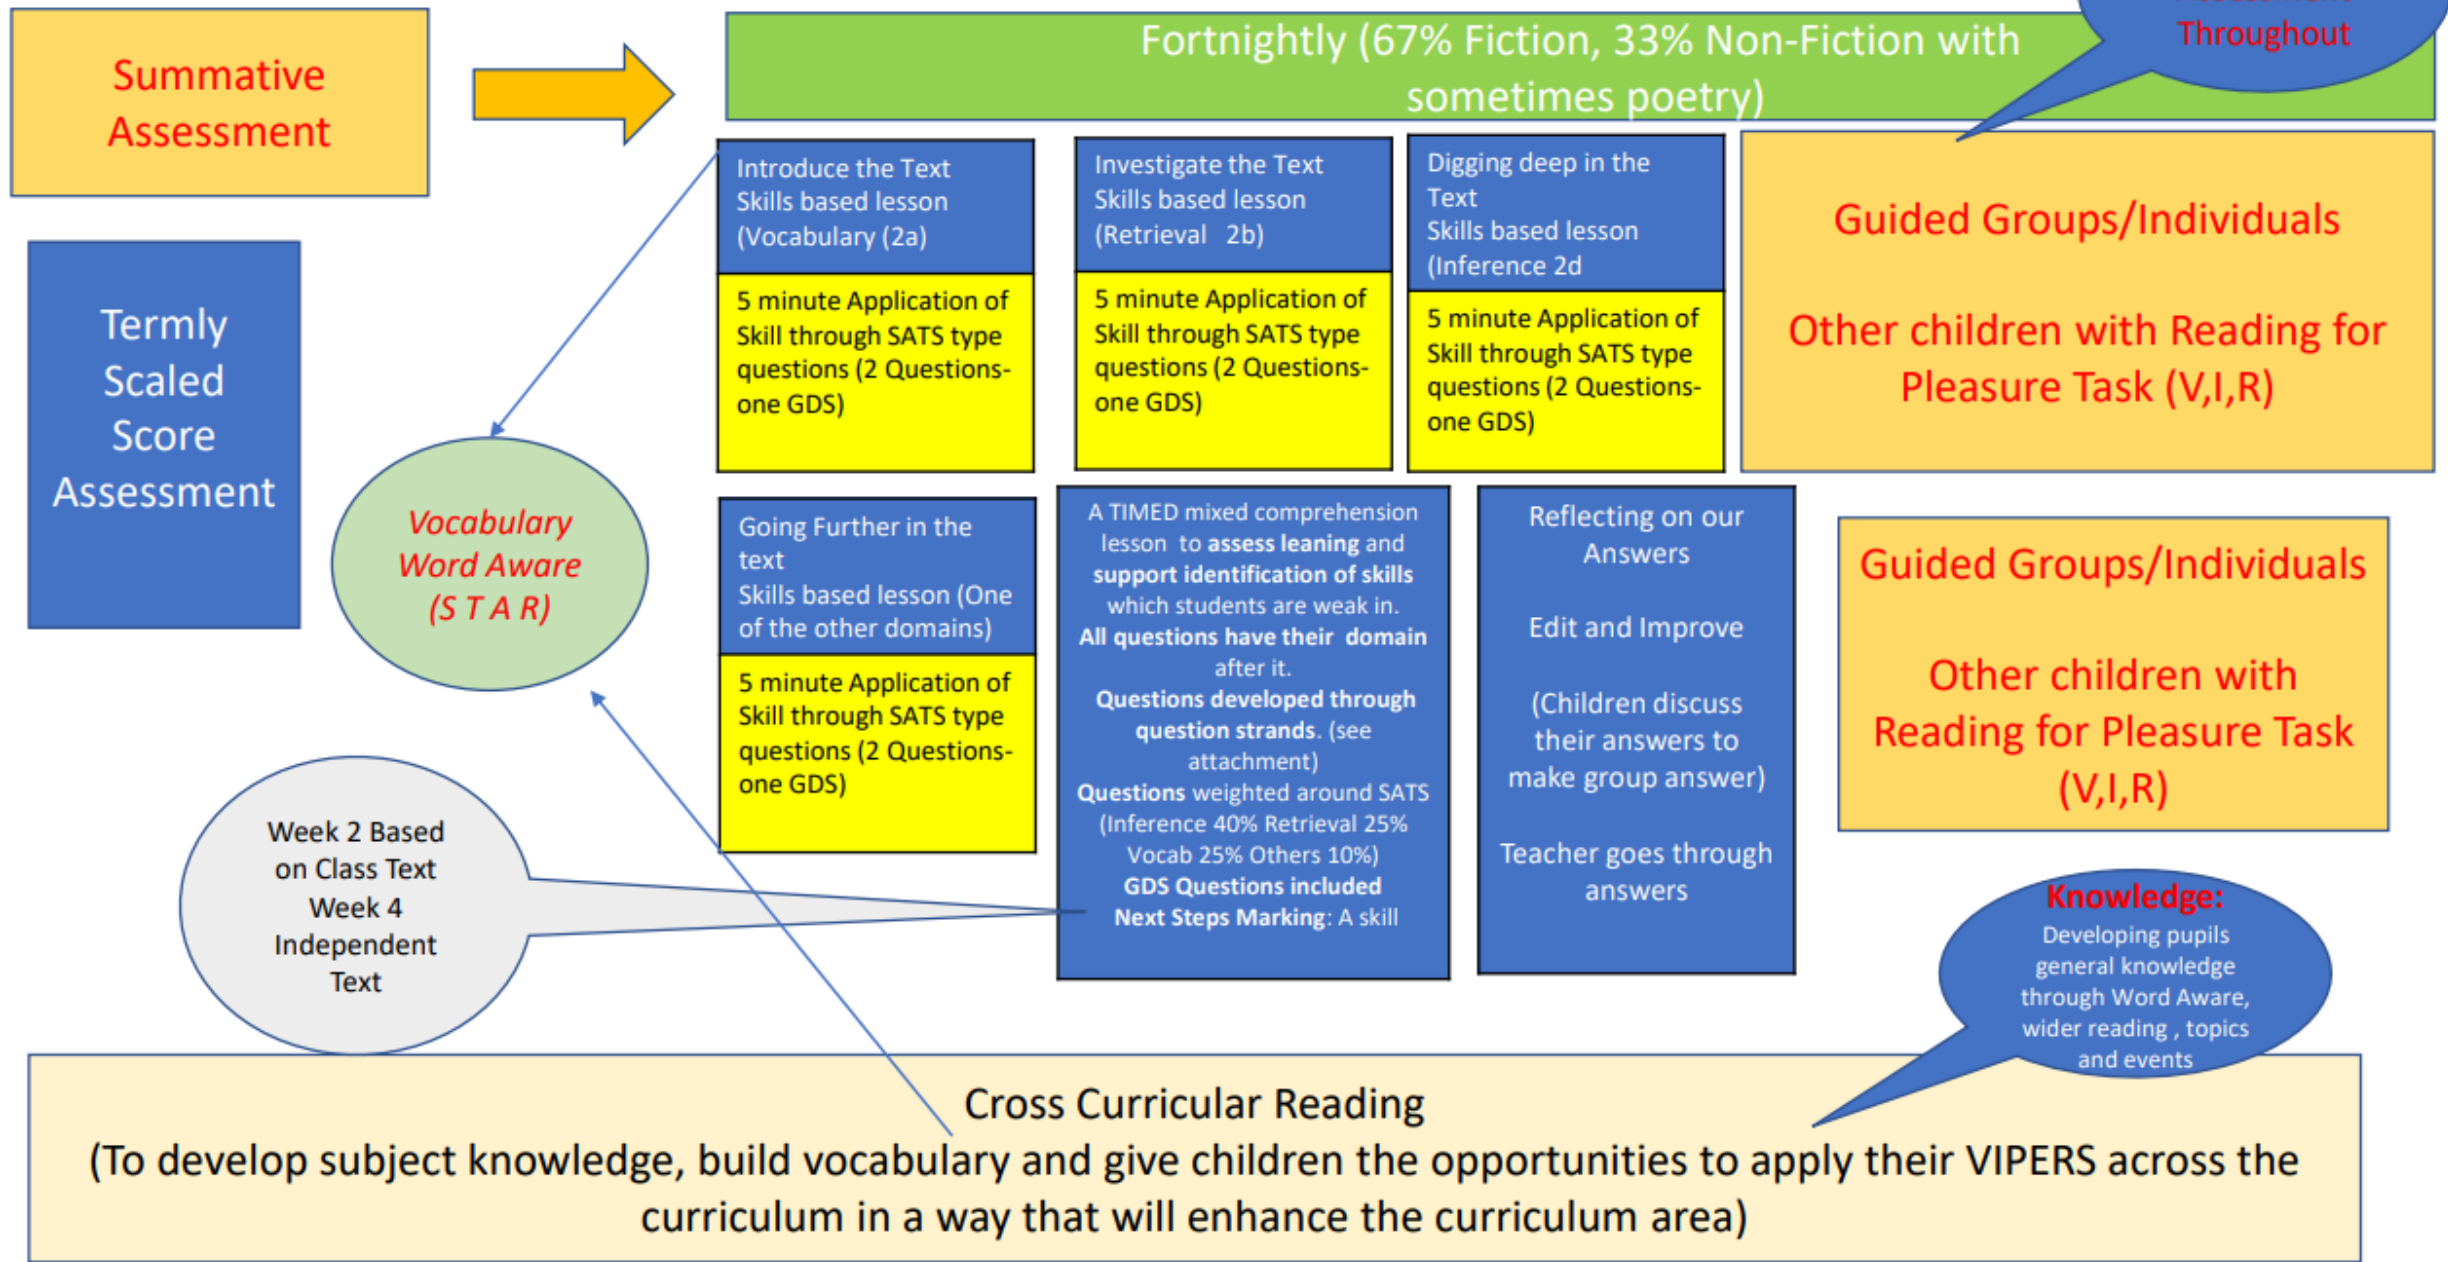 Summative
Assessment
Fortnightly (67% Fiction, 33% Non-Fiction with
sometimes poetry)
Throughout
Termly
Scaled
Score
Assessment
Introduce the Text
Skills based lesson
(Vocabulary (2a)
5 minute Application of
Skill through SATS type
questions (2 Questions-
one GDS)
Investigate the Text
Skills based lesson
(Retrieval 2b)
5 minute Application of
Skill through SATS type
questions (2 Questions-
one GDS)
Digging deep in the
Text
Skills based lesson
(Inference 2d
5 minute Application of
Skill through SATS type
questions (2 Questions-
one GDS)
Guided Groups/Individuals
Other children with Reading for
Pleasure Task (V,I,R)
Vocabulary
Word Aware
(S T A R)
Going Further in the
text
Skills based lesson (One
of the other domains)
5 minute Application of
Skill through SATS type
questions (2 Questions-
one GDS)
A TIMED mixed comprehension
lesson to assess leaning and
support identification of skills
which students are weak in.
All questions have their domain
after it.
Questions developed through
question strands. (see
attachment)
Questions weighted around SATS
(Inference 40% Retrieval 25%
Vocab 25% Others 10%)
GDS Questions included
Next Steps Marking: A skill
Reflecting on our
Answers
Edit and Improve
(Children discuss
their answers to
make group answer)
Teacher goes through
answers
Guided Groups/Individuals
Other children with
Reading for Pleasure Task
(V,I,R)
Week 2 Based
on Class Text
Week 4
Independent
Text
Knowledge:
Developing pupils
general knowledge
through Word Aware,
wider reading , topics
and events
Cross Curricular Reading
(To develop subject knowledge, build vocabulary and give children the opportunities to apply their VIPERS across the
curriculum in a way that will enhance the curriculum area)